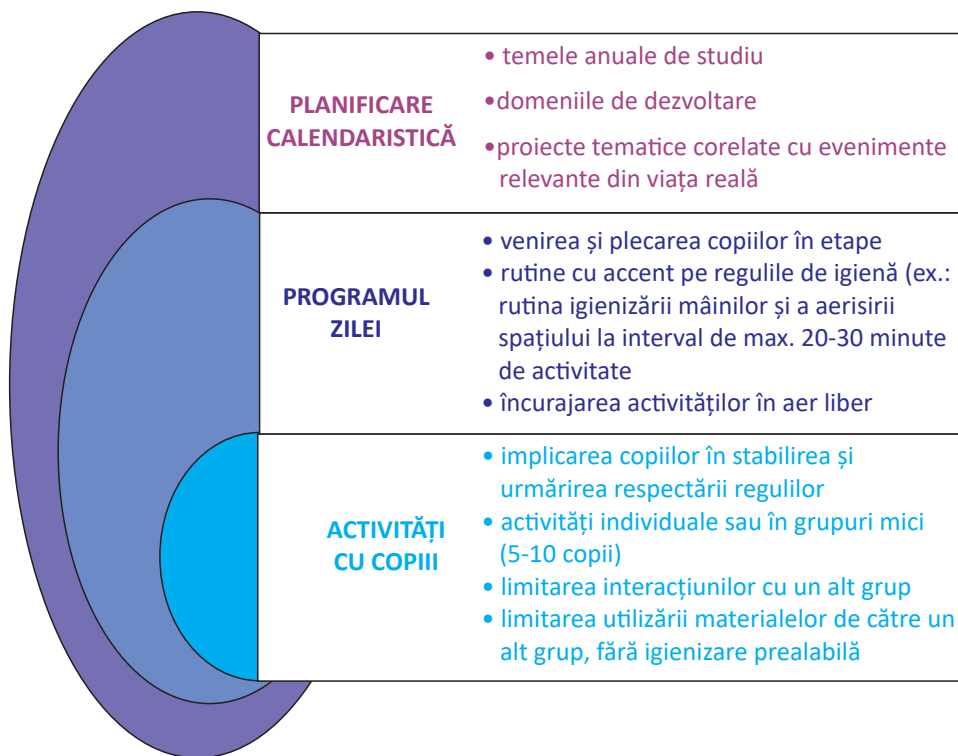 PLANIFICARE
CALENDARISTICĂ
• temele anuale de studiu
• domeniile de dezvoltare
•proiecte tematice corelate cu evenimente
relevante din viața reală
PROGRAMUL
ZILEI
• venirea și plecarea copiilor în etape
• rutine cu accent pe regulile de igienă (ex.:
rutina igienizării mâinilor și a aerisirii
spațiului la interval de max. 20-30 minute
de activitate
• încurajarea activităților în aer liber
ACTIVITĂȚI
CU COPIII
• implicarea copiilor în stabilirea și
urmărirea respectării regulilor
• activități individuale sau în grupuri mici
(5-10 copii)
• limitarea interacțiunilor cu un alt grup
• limitarea utilizării materialelor de către un
alt grup, fără igienizare prealabilă